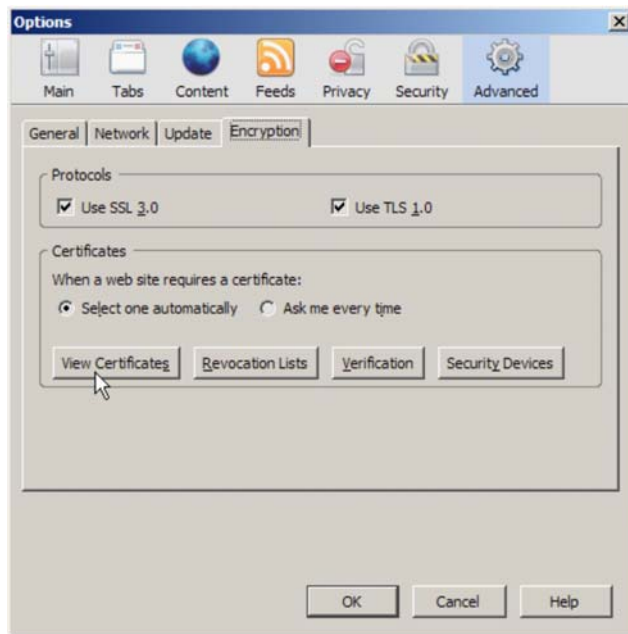 Options
Main Tabs Content Feeds Privacy Security Advanced
General Network Update Encryption
Protocols
Use SSL 3.0 Use TLS 1.0
Certificates
When a web site requires a certificate:
Select one automatically Ask me every time
View Certificates Revocation Lists Verification Security Devices
OK Cancel Help